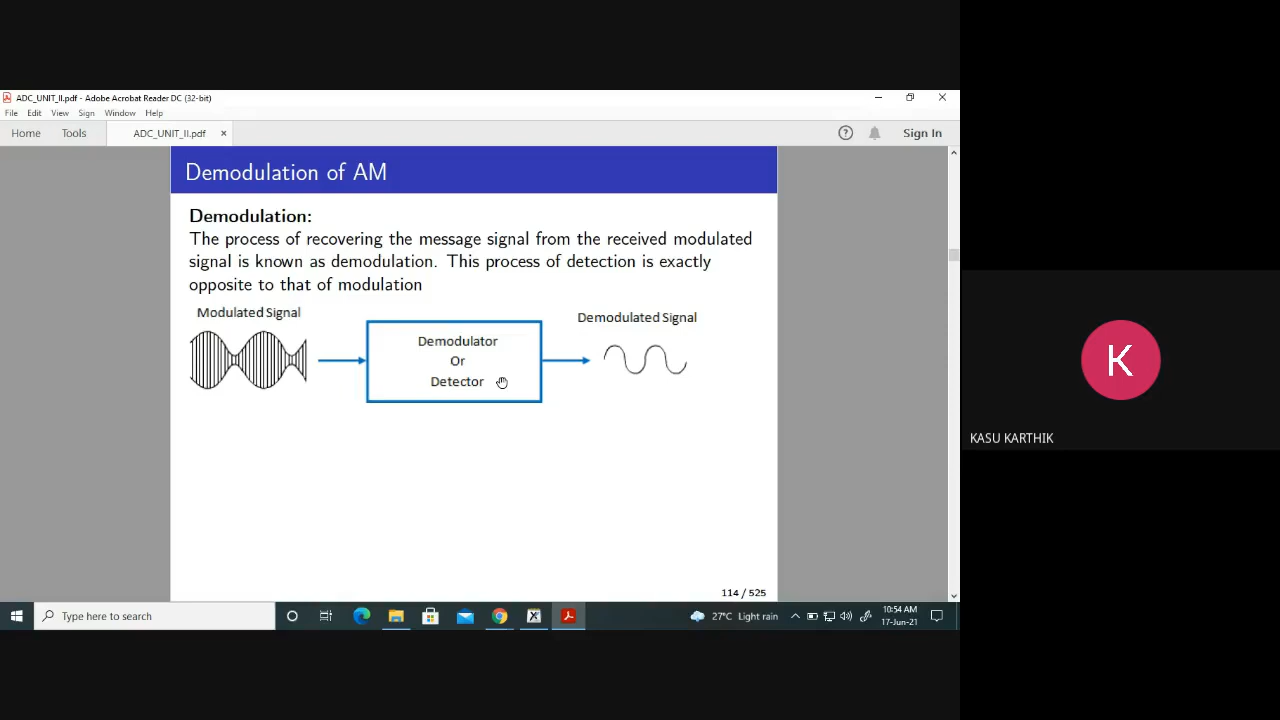 ADC_UNIT_II.pdf - Adobe Acrobat Reader DC (32-bit)
File Edit View Sign Window Help
Home Tools ADC_UNIT_II.pdf × ? Sign In
Demodulation of AM
Demodulation:
The process of recovering the message signal from the received modulated
signal is known as demodulation. This process of detection is exactly
opposite to that of modulation
Modulated Signal
Demodulated Signal
Demodulator
Or
Detector
114 / 525
K
KASU KARTHIK
Type here to search
27°C Light rain
10:54 AM
17-Jun-21